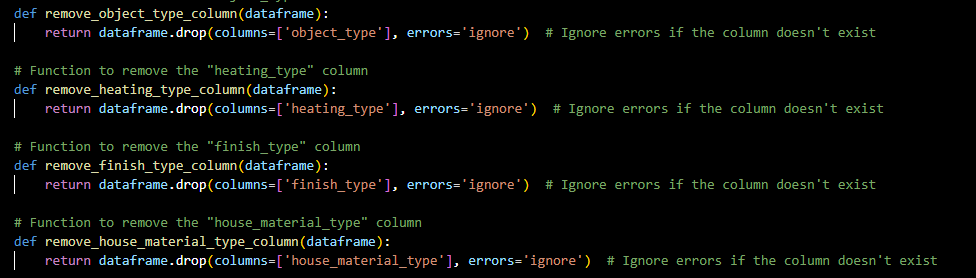 def remove_object_type_column(dataframe):
    return dataframe.drop(columns=['object_type'], errors='ignore')  # Ignore errors if the column doesn't exist
# Function to remove the "heating_type" column
def remove_heating_type_column(dataframe):
    return dataframe.drop(columns=['heating_type'], errors='ignore')  # Ignore errors if the column doesn't exist
# Function to remove the "finish_type" column
def remove_finish_type_column(dataframe):
    return dataframe.drop(columns=['finish_type'], errors='ignore')  # Ignore errors if the column doesn't exist
# Function to remove the "house_material_type" column
def remove_house_material_type_column(dataframe):
    return dataframe.drop(columns=['house_material_type'], errors='ignore')  # Ignore errors if the column doesn't exist